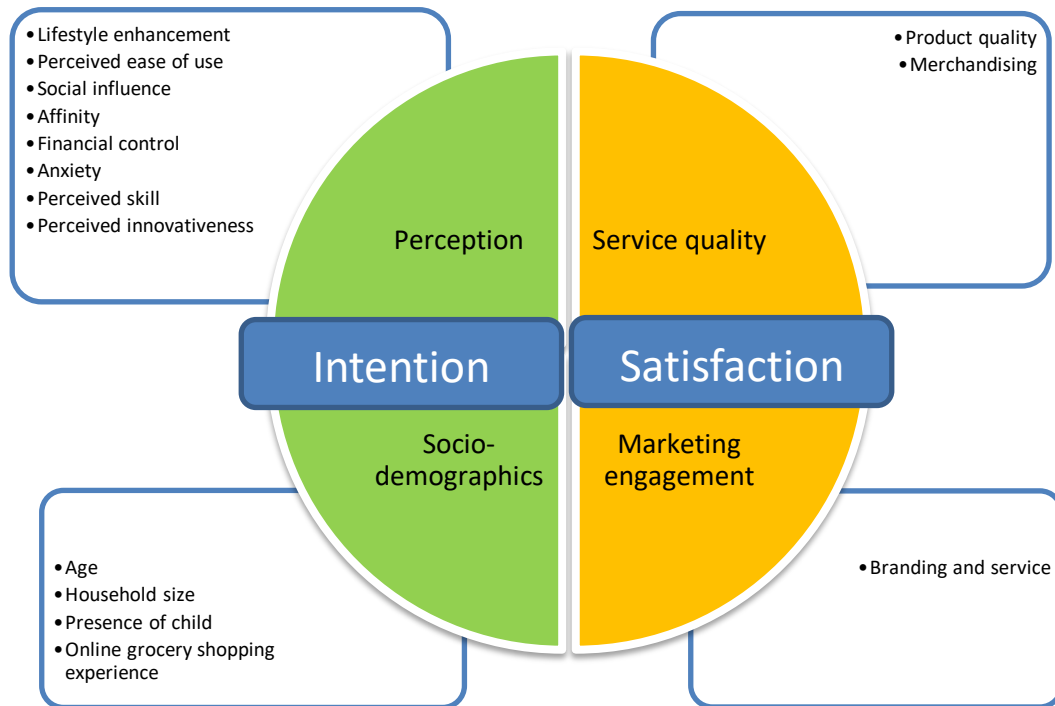 •Lifestyle enhancement
•Perceived ease of use
•Social influence
•Affinity
•Financial control
•Anxiety
•Perceived skill
•Perceived innovativeness
•Product quality
•Merchandising
Perception
Service quality
Intention
Satisfaction
Socio-
demographics
Marketing
engagement
•Age
•Household size
•Presence of child
•Online grocery shopping
experience
•Branding and service